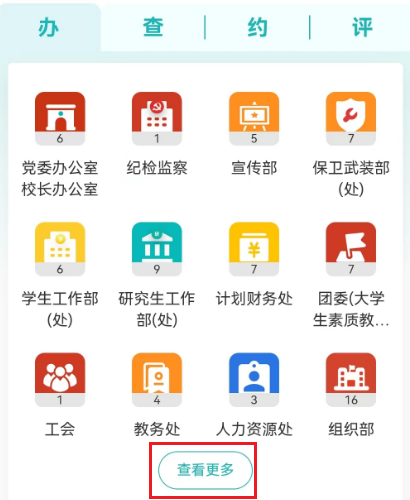 办 查 约 评
6 1 5 7
党委办公室 纪检监察 宣传部 保卫武装部
校长办公室 (处)
6 9 7 7
学生工作部 研究生工作 计划财务处 团委(大学
(处) 部(处) 生素质教...
1 4 3 16
工会 教务处 人力资源处 组织部
查看更多